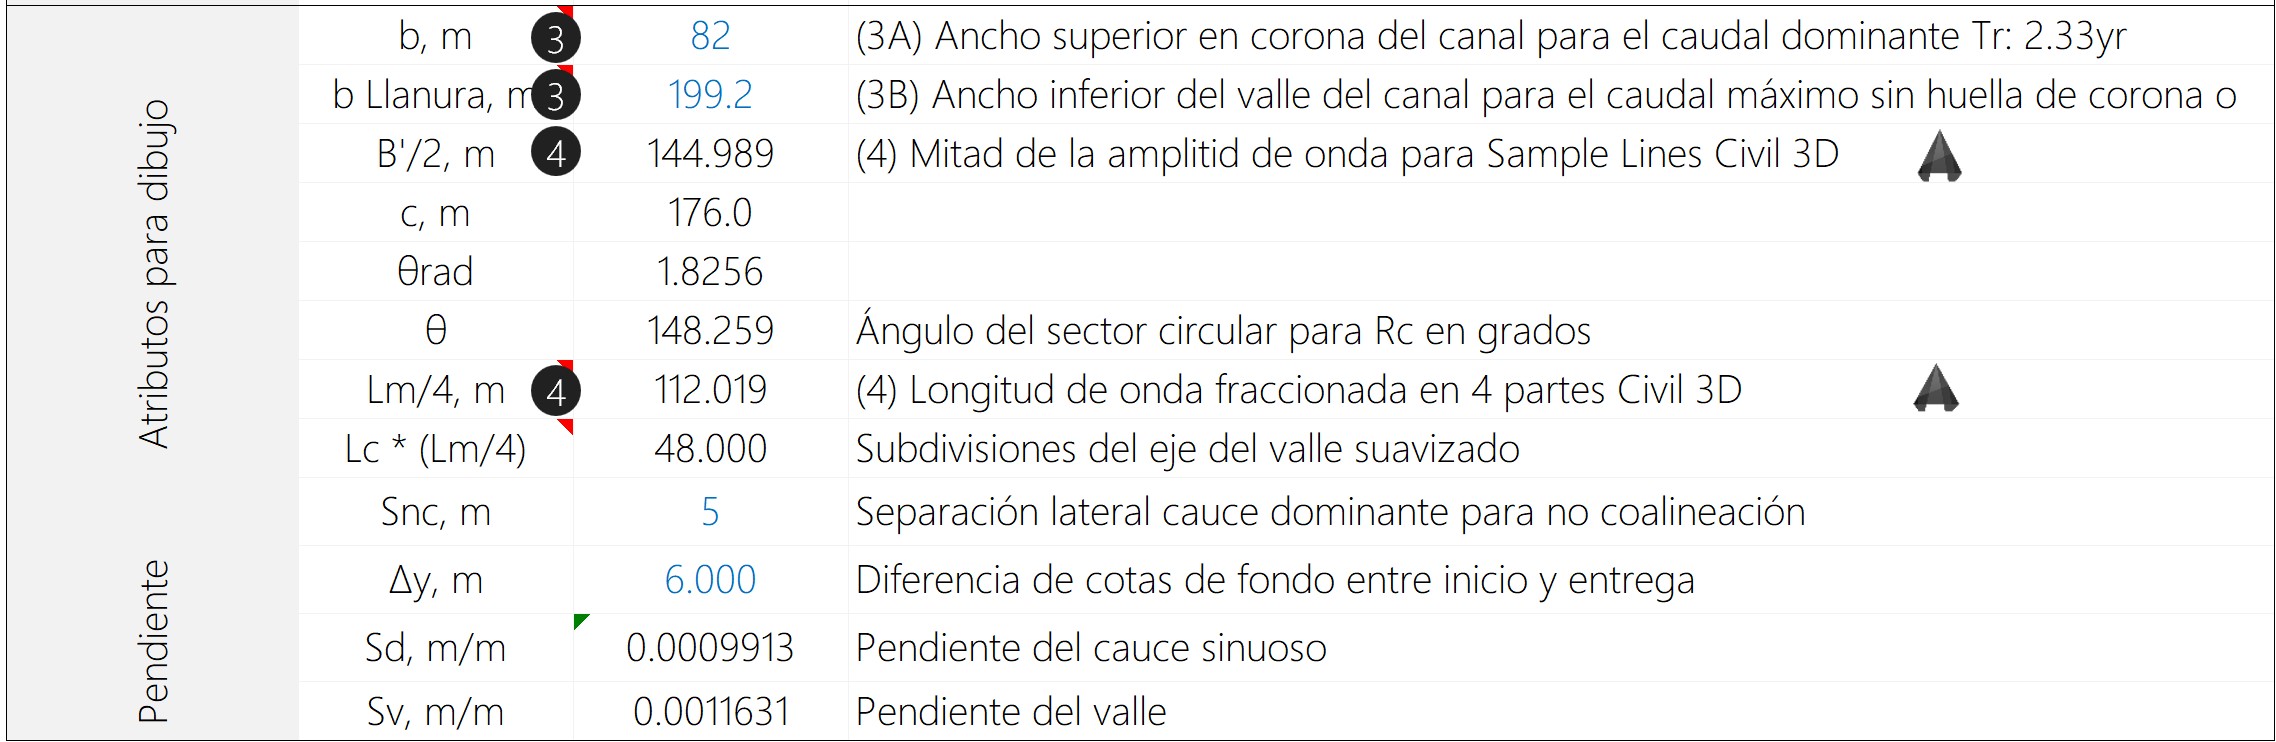 Atributos para dibujo
b, m 3 82 (3A) Ancho superior en corona del canal para el caudal dominante Tr: 2.33yr
b Llanura, m 3 199.2 (3B) Ancho inferior del valle del canal para el caudal máximo sin huella de corona o
B'/2, m 4 144.989 (4) Mitad de la amplitid de onda para Sample Lines Civil 3D
c, m 176.0
θrad 1.8256
θ 148.259 Ángulo del sector circular para Rc en grados
Lm/4, m 4 112.019 (4) Longitud de onda fraccionada en 4 partes Civil 3D
Lc * (Lm/4) 48.000 Subdivisiones del eje del valle suavizado
Snc, m 5 Separación lateral cauce dominante para no coalineación
Pendiente
Δy, m 6.000 Diferencia de cotas de fondo entre inicio y entrega
Sd, m/m 0.0009913 Pendiente del cauce sinuoso
Sv, m/m 0.0011631 Pendiente del valle